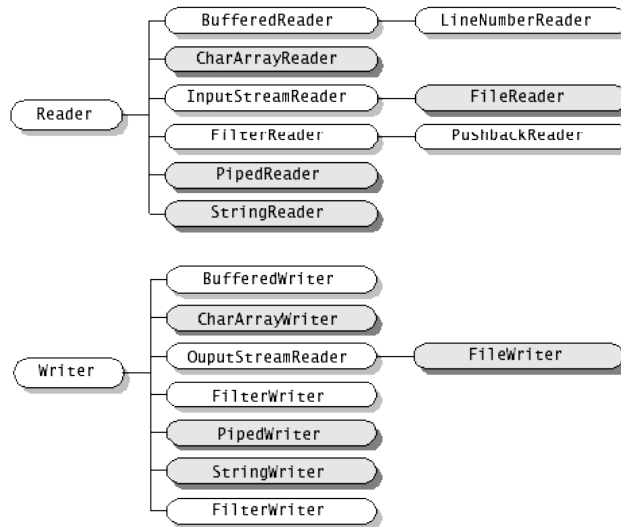 BufferedReader LineNumberReader
CharArrayReader
InputStreamReader FileReader
Reader
FilterReader PushbackReader
PipedReader
StringReader
BufferedWriter
CharArrayWriter
OuputStreamReader FileWriter
Writer
FilterWriter
PipedWriter
StringWriter
FilterWriter